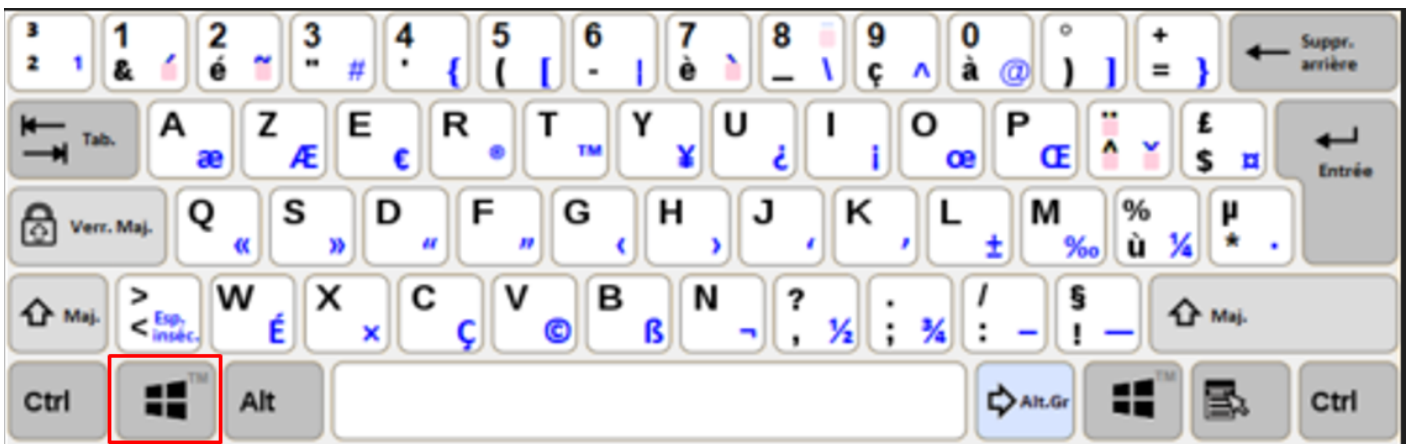 3 1 2 3 4 5 6 7 8 ¯ 9 0 ° + Suppr.
² ¹ & ´ é ~ " # ' { ( [ - | è ` _ \ ç ^ à @ ) ] = } arrière
Tab. A æ Z Æ E € R ® T ™ Y ¥ U ¿ I ¡ O œ P Œ ¨ ^ ˇ £ $ ¤ Entrée
Verr. Maj. Q « S » D “ F ” G ‹ H › J ‘ K ’ L ± M ‰ % ù ¼ µ * ·
Maj. > < Esp. insés. W É X × C Ç V © B ß N ¬ ? , ½ . ; ¾ / : – § ! — Maj.
Ctrl TM Alt Alt.Gr TM Ctrl